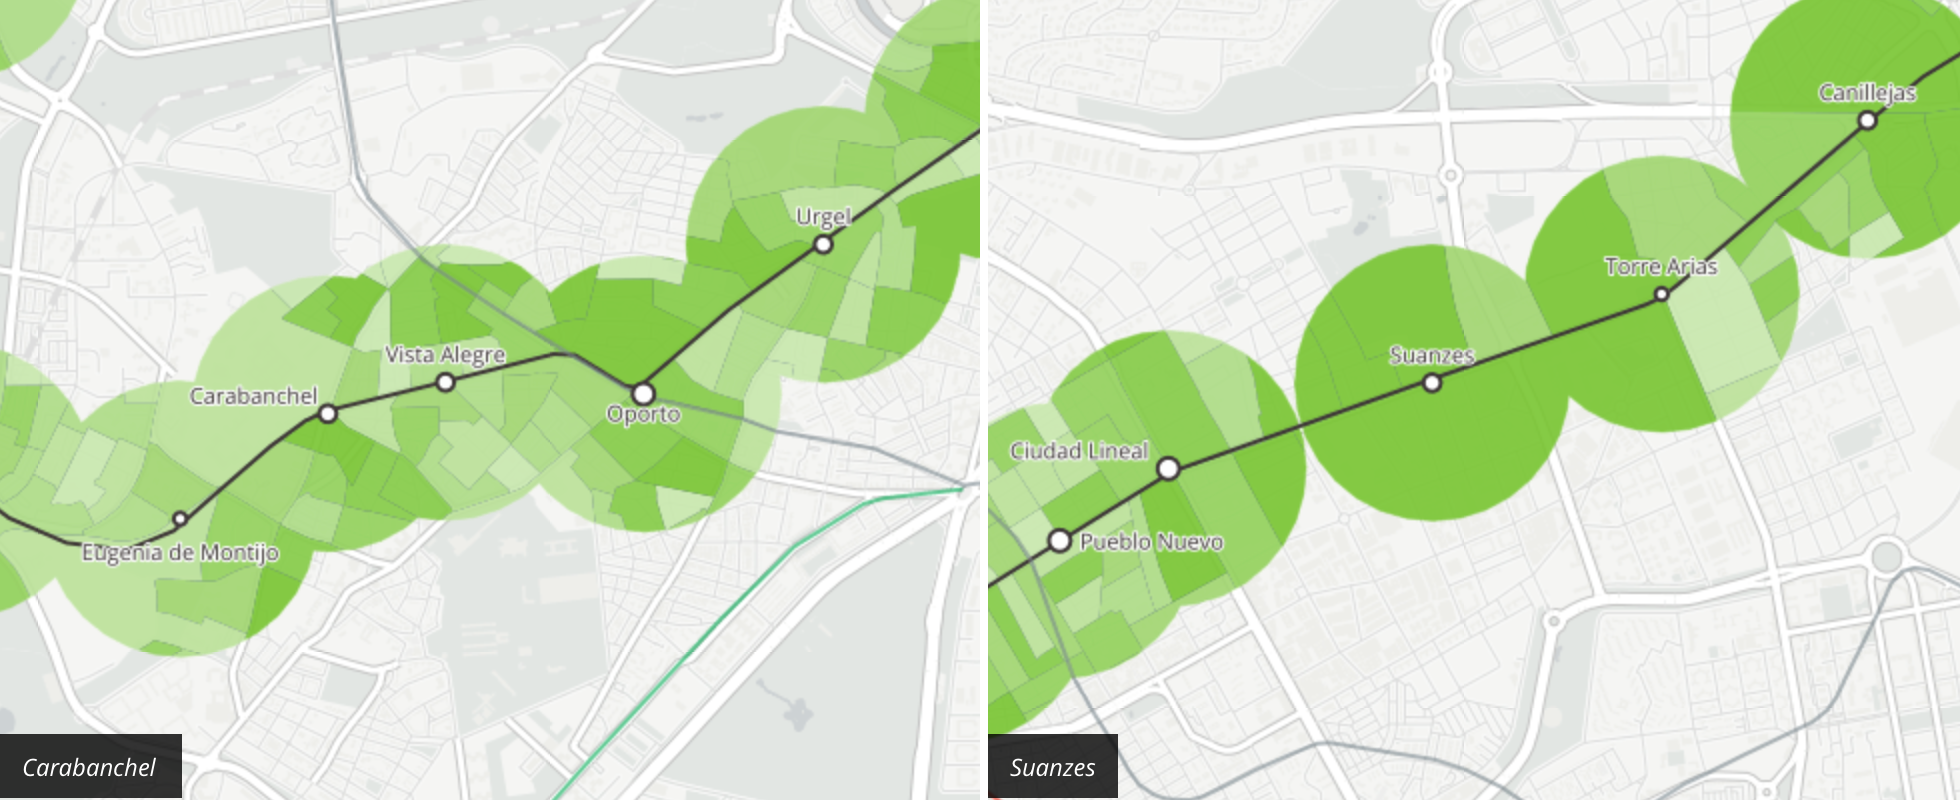 Urgel
Vista Alegre
Carabanchel
Oporto
Eugenia de Montijo
Carabanchel
Canillejas
Torre Arias
Suanzes
Ciudad Lineal
Pueblo Nuevo
Suanzes